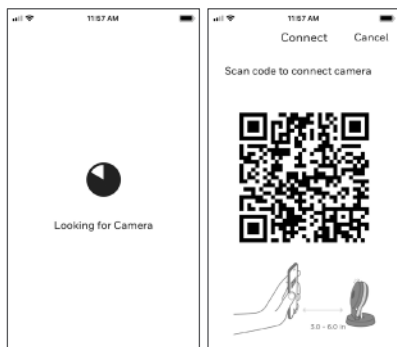 11:57 AM
Looking for Camera
11:57 AM
Connect Cancel
Scan code to connect camera
3.0 - 6.0 in